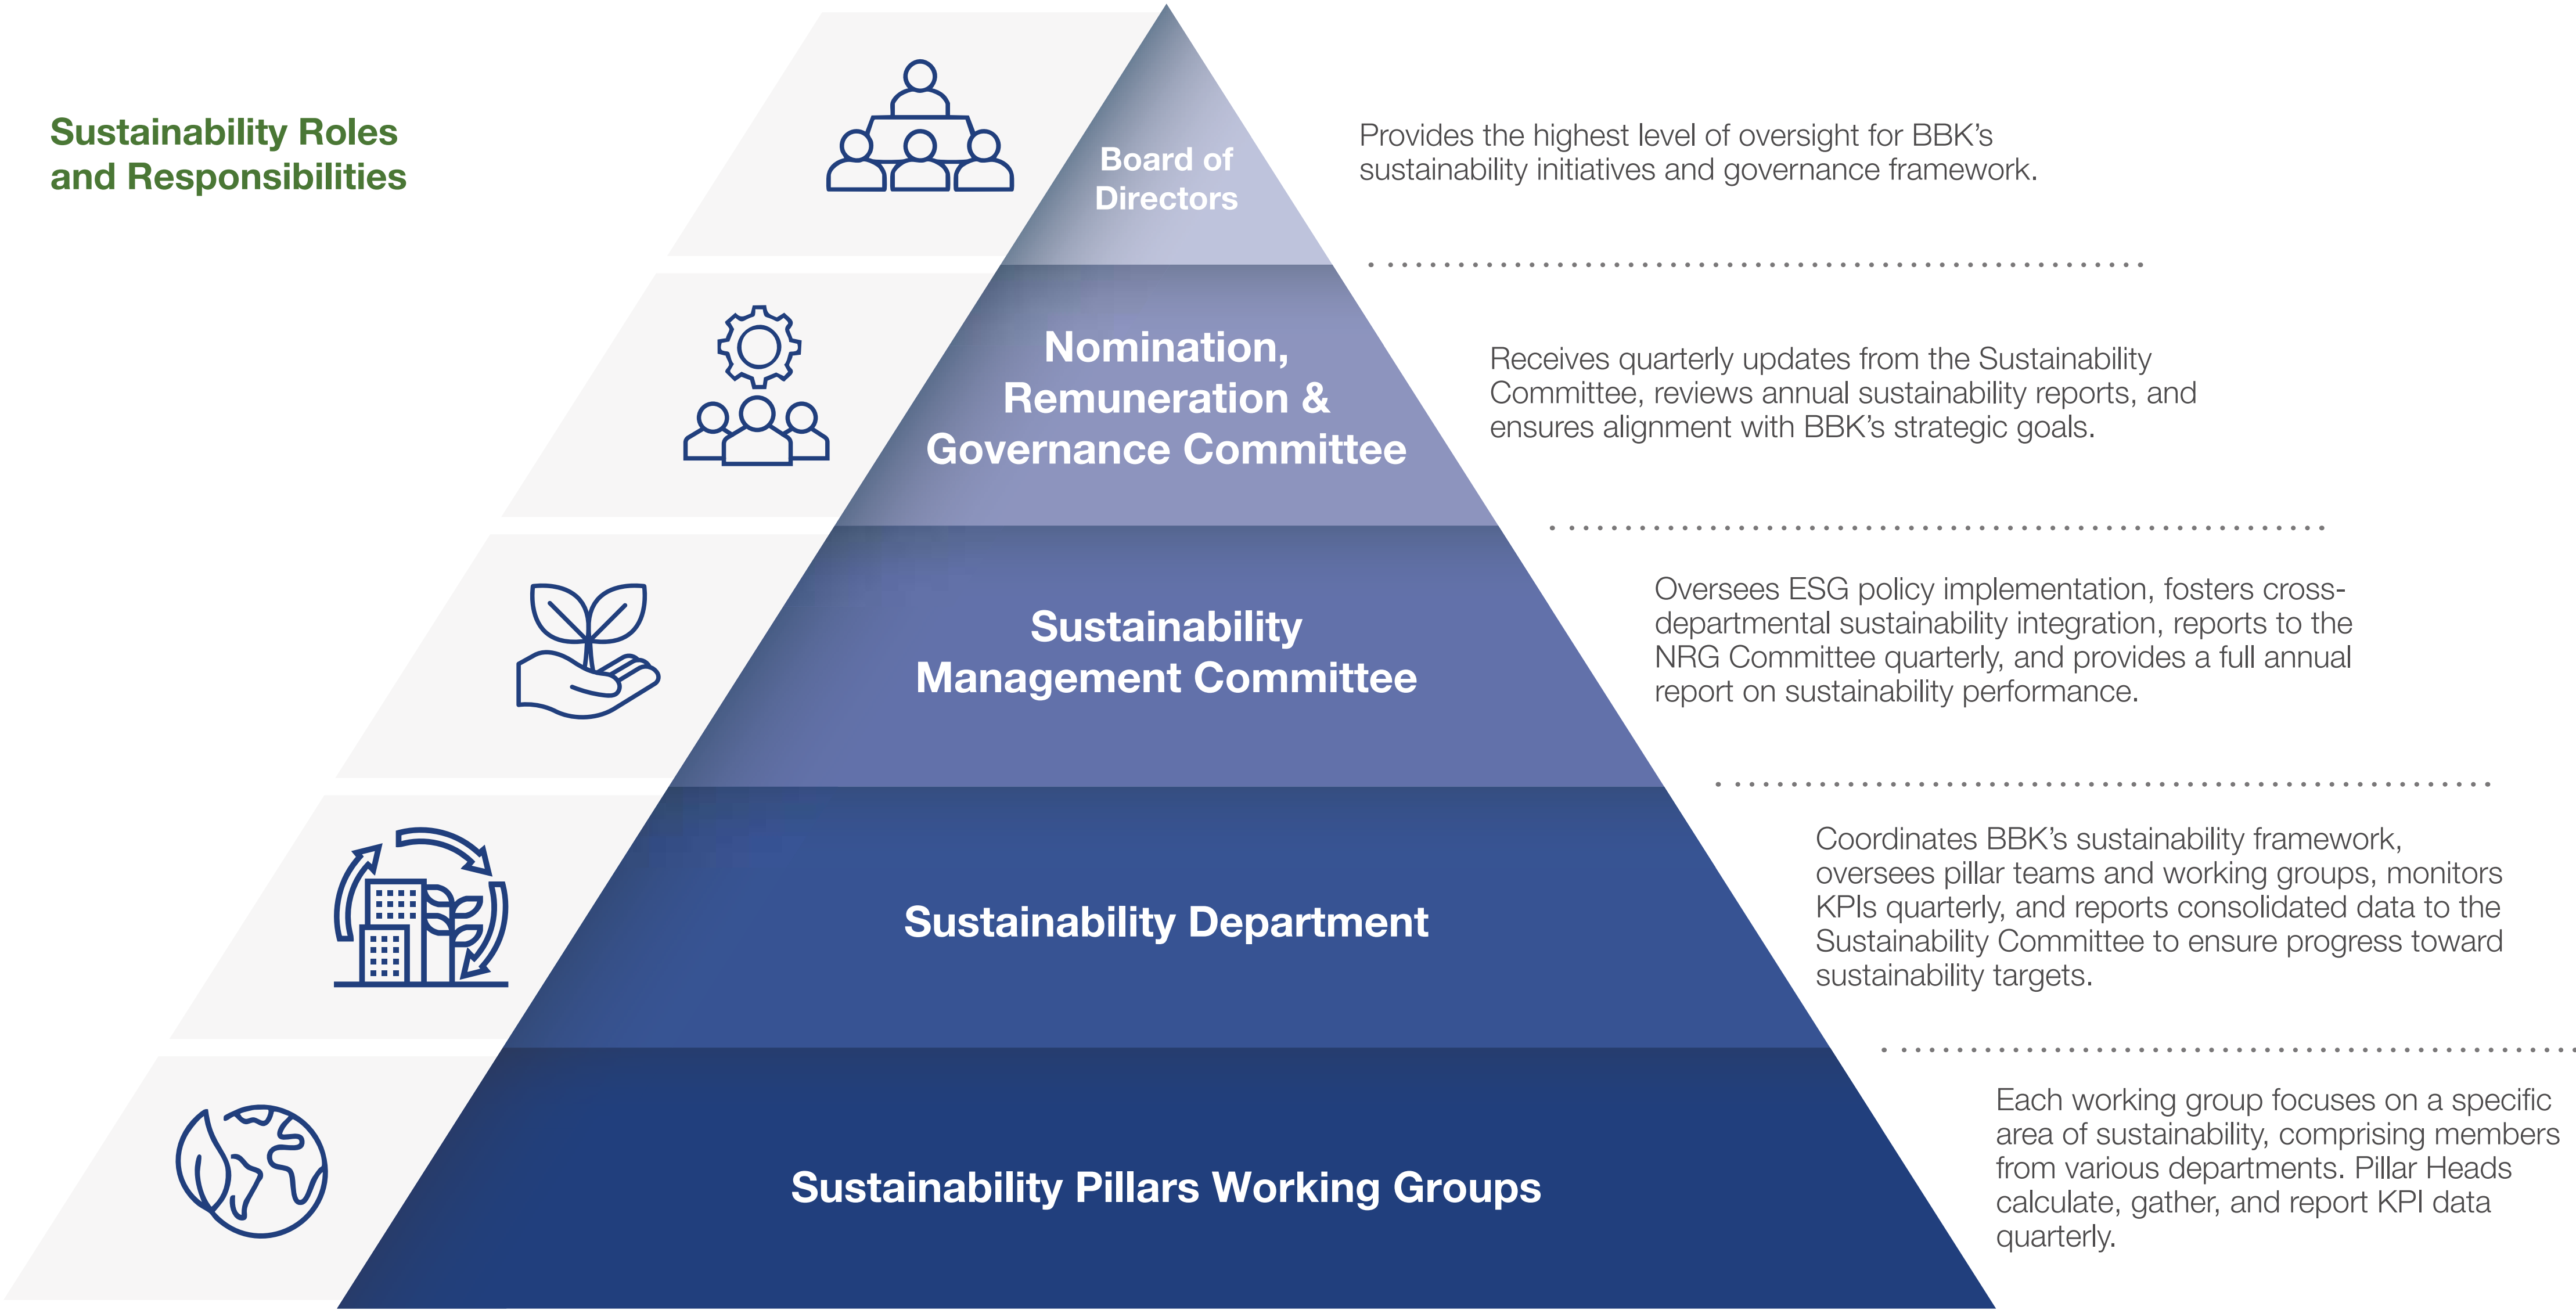 Sustainability Roles
and Responsibilities
Board of
Directors
Provides the highest level of oversight for BBK’s
sustainability initiatives and governance framework.
Nomination,
Remuneration &
Governance Committee
Receives quarterly updates from the Sustainability
Committee, reviews annual sustainability reports, and
ensures alignment with BBK’s strategic goals.
Sustainability
Management Committee
Oversees ESG policy implementation, fosters cross-
departmental sustainability integration, reports to the
NRG Committee quarterly, and provides a full annual
report on sustainability performance.
Sustainability Department
Coordinates BBK’s sustainability framework,
oversees pillar teams and working groups, monitors
KPIs quarterly, and reports consolidated data to the
Sustainability Committee to ensure progress toward
sustainability targets.
Sustainability Pillars Working Groups
Each working group focuses on a specific
area of sustainability, comprising members
from various departments. Pillar Heads
calculate, gather, and report KPI data
quarterly.